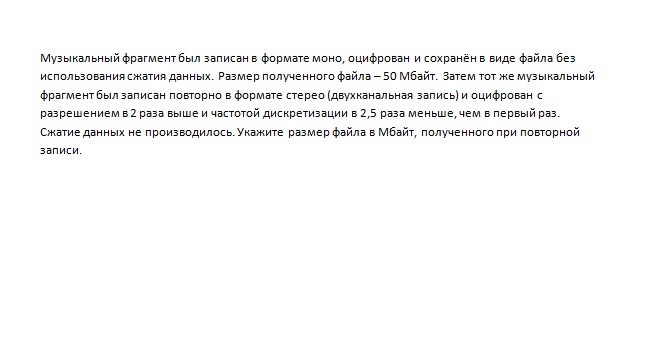 Музыкальный фрагмент был записан в формате моно, оцифрован и сохранён в виде файла без
использования сжатия данных. Размер полученного файла – 50 Мбайт. Затем тот же музыкальный
фрагмент был записан повторно в формате стерео (двухканальная запись) и оцифрован с
разрешением в 2 раза выше и частотой дискретизации в 2,5 раза меньше, чем в первый раз.
Сжатие данных не производилось. Укажите размер файла в Мбайт, полученного при повторной
записи.